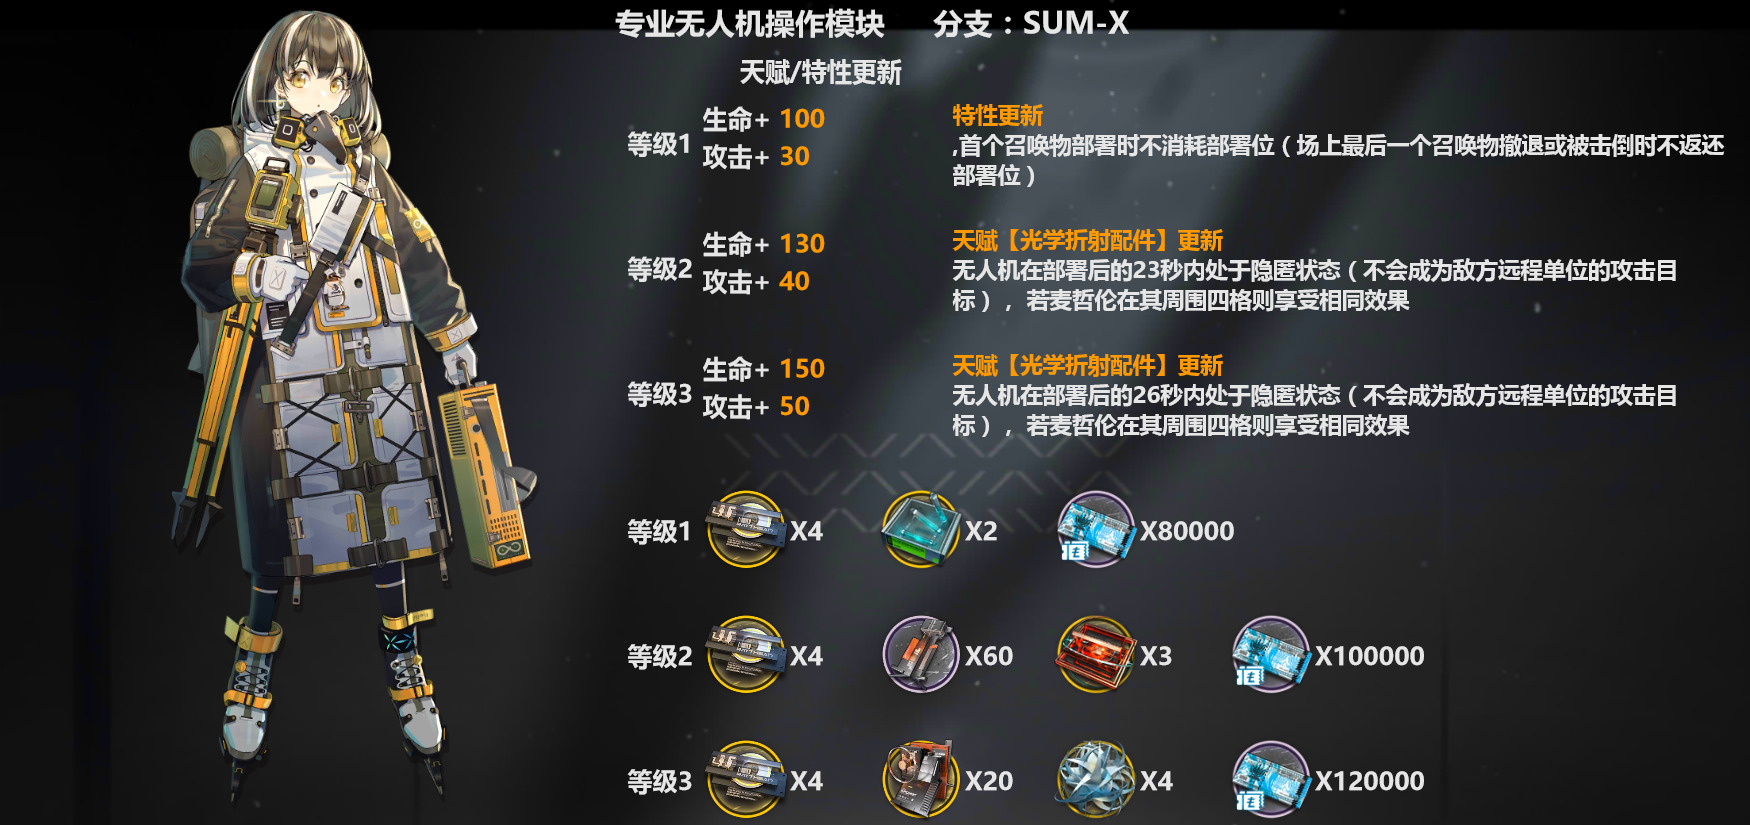 专业无人机操作模块 分支：SUM-X
天赋/特性更新
等级1
生命+ 100
攻击+ 30
特性更新
,首个召唤物部署时不消耗部署位（场上最后一个召唤物撤退或被击倒时不返还
部署位）
等级2
生命+ 130
攻击+ 40
天赋【光学折射配件】更新
无人机在部署后的23秒内处于隐匿状态（不会成为敌方远程单位的攻击目
标），若麦哲伦在其周围四格则享受相同效果
等级3
生命+ 150
攻击+ 50
天赋【光学折射配件】更新
无人机在部署后的26秒内处于隐匿状态（不会成为敌方远程单位的攻击目
标），若麦哲伦在其周围四格则享受相同效果
等级1 X4 X2 X80000
等级2 X4 X60 X3 X100000
等级3 X4 X20 X4 X120000